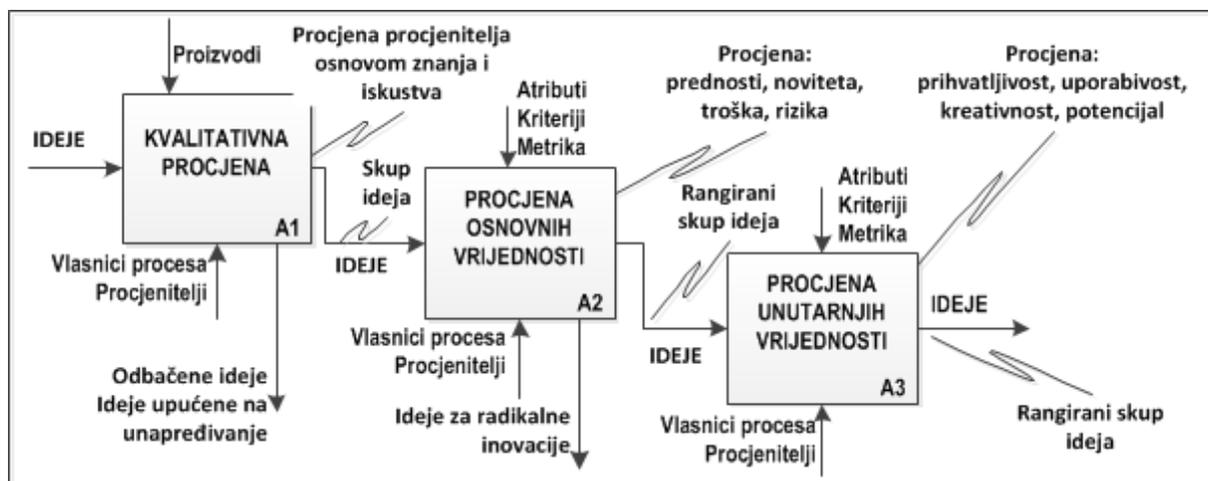 Proizvodi
Procjena procjenitelja
osnovom znanja i
iskustva
IDEJE
KVALITATIVNA
PROCJENA
A1
Vlasnici procesa
Procjenitelji
Odbačene ideje
Ideje upućene na
unapređivanje
Skup
ideja
IDEJE
Atributi
Kriteriji
Metrika
Procjena:
prednosti, noviteta,
troška, rizika
PROCJENA
OSNOVNIH
VRIJEDNOSTI
A2
Vlasnici procesa
Procjenitelji
Ideje za radikalne
inovacije
Rangirani
skup ideja
IDEJE
Atributi
Kriteriji
Metrika
Procjena:
prihvatljivost, uporabivost,
kreativnost, potencijal
PROCJENA
UNUTARNJIH
VRIJEDNOSTI
A3
IDEJE
Vlasnici procesa
Procjenitelji
Rangirani skup
ideja